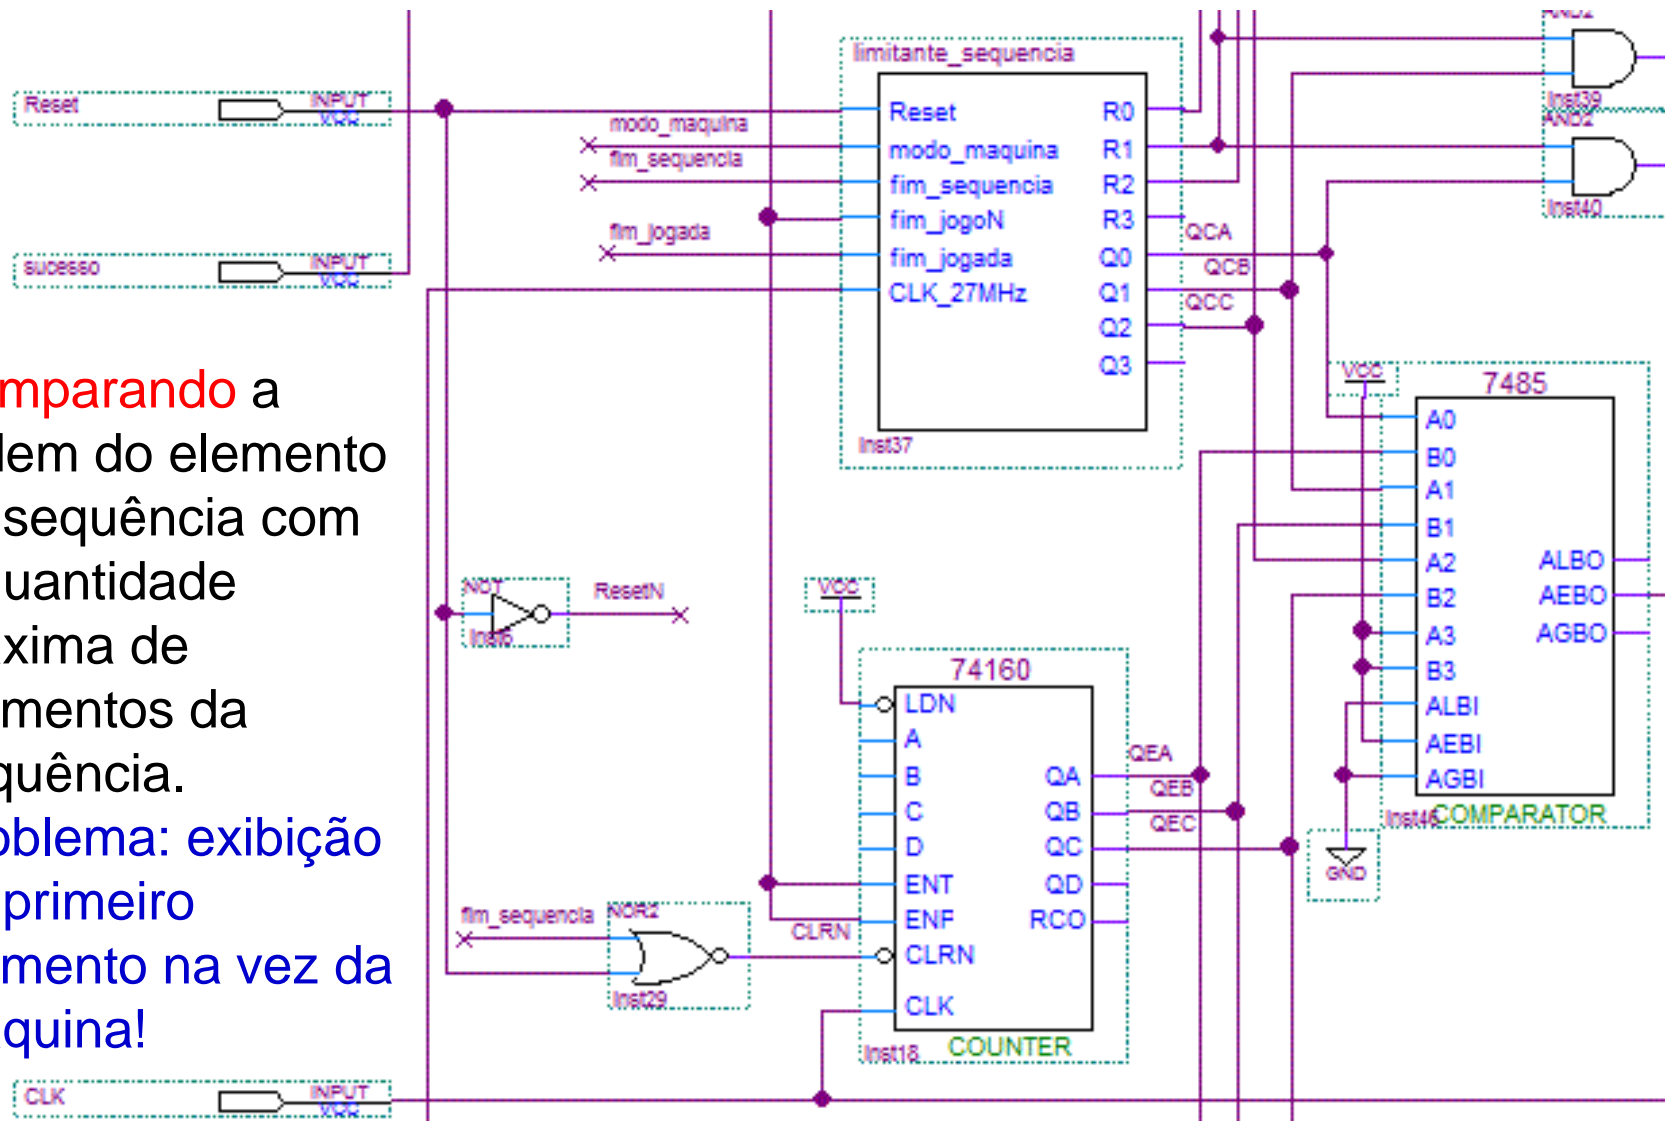 limitante_sequencia
AND2
Reset
INPUT
VCC
modo_maquina
fim_sequencia
fim_jogada
Reset
modo_maquina
fim_sequencia
fim_jogoN
fim_jogada
CLK_27MHz
R0
R1
R2
R3
Q0
Q1
Q2
Q3
QCA
QCB
QCC
inst37
inst39
AND2
inst40
sucesso
INPUT
VCC
mparando a
lem do elemento
sequência com
uantidade
xima de
mentos da
quência.
oblema: exibição
primeiro
mento na vez da
quina!
VCC
7485
A0
B0
A1
B1
A2
B2
A3
B3
ALBI
AEBI
AGBI
ALBO
AEBO
AGBO
inst46
COMPARATOR
GND
NOT
inst6
ResetN
VCC
74160
LDN
A
B
C
D
ENT
ENP
CLRN
CLK
QA
QB
QC
QD
RCO
QEA
QEB
QEC
inst18
COUNTER
fim_sequencia
NOR2
inst29
CLRN
CLK
INPUT
VCC